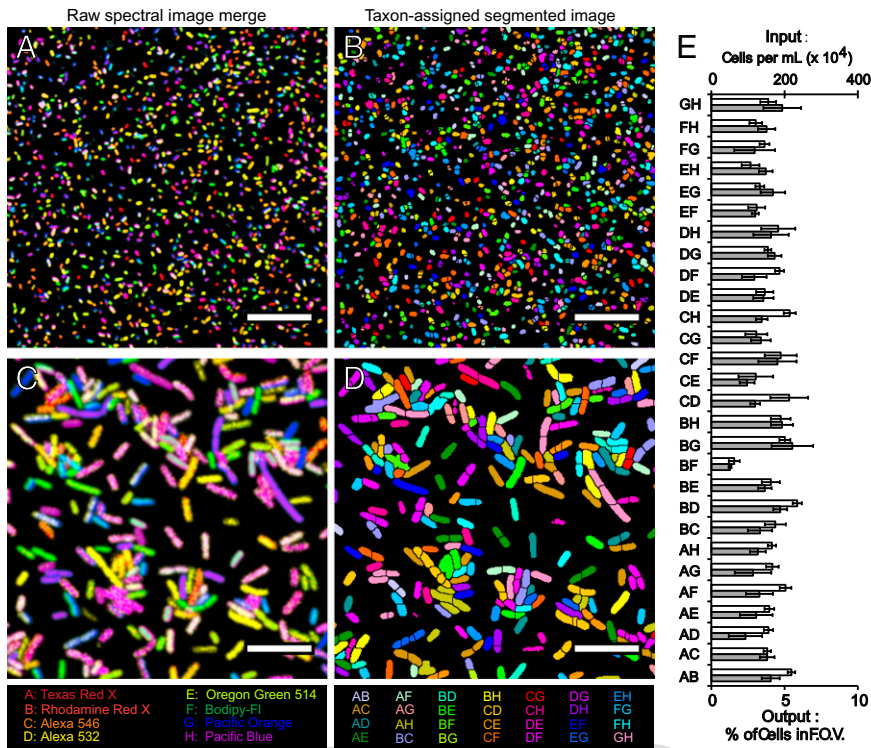 Raw spectral image merge
Taxon-assigned segmented image
A
B
C
D
E
Input :
Cells per mL (x 10⁴)
0 200 400
GH
FH
FG
EH
EG
EF
DH
DG
DF
DE
CH
CG
CF
CE
CD
BH
BG
BF
BE
BD
BC
AH
AG
AF
AE
AD
AC
AB
0 5 10
Output :
% of Cells in F.O.V.
A: Texas Red X
B: Rhodamine Red X
C: Alexa 546
D: Alexa 532
E: Oregon Green 514
F: Bodipy-Fl
G: Pacific Orange
H: Pacific Blue
AB AF BD BH CG DG EH
AC AG BE CD CH DH FG
AD AH BF CE DE EF FH
AE BC BG CF DF EG GH